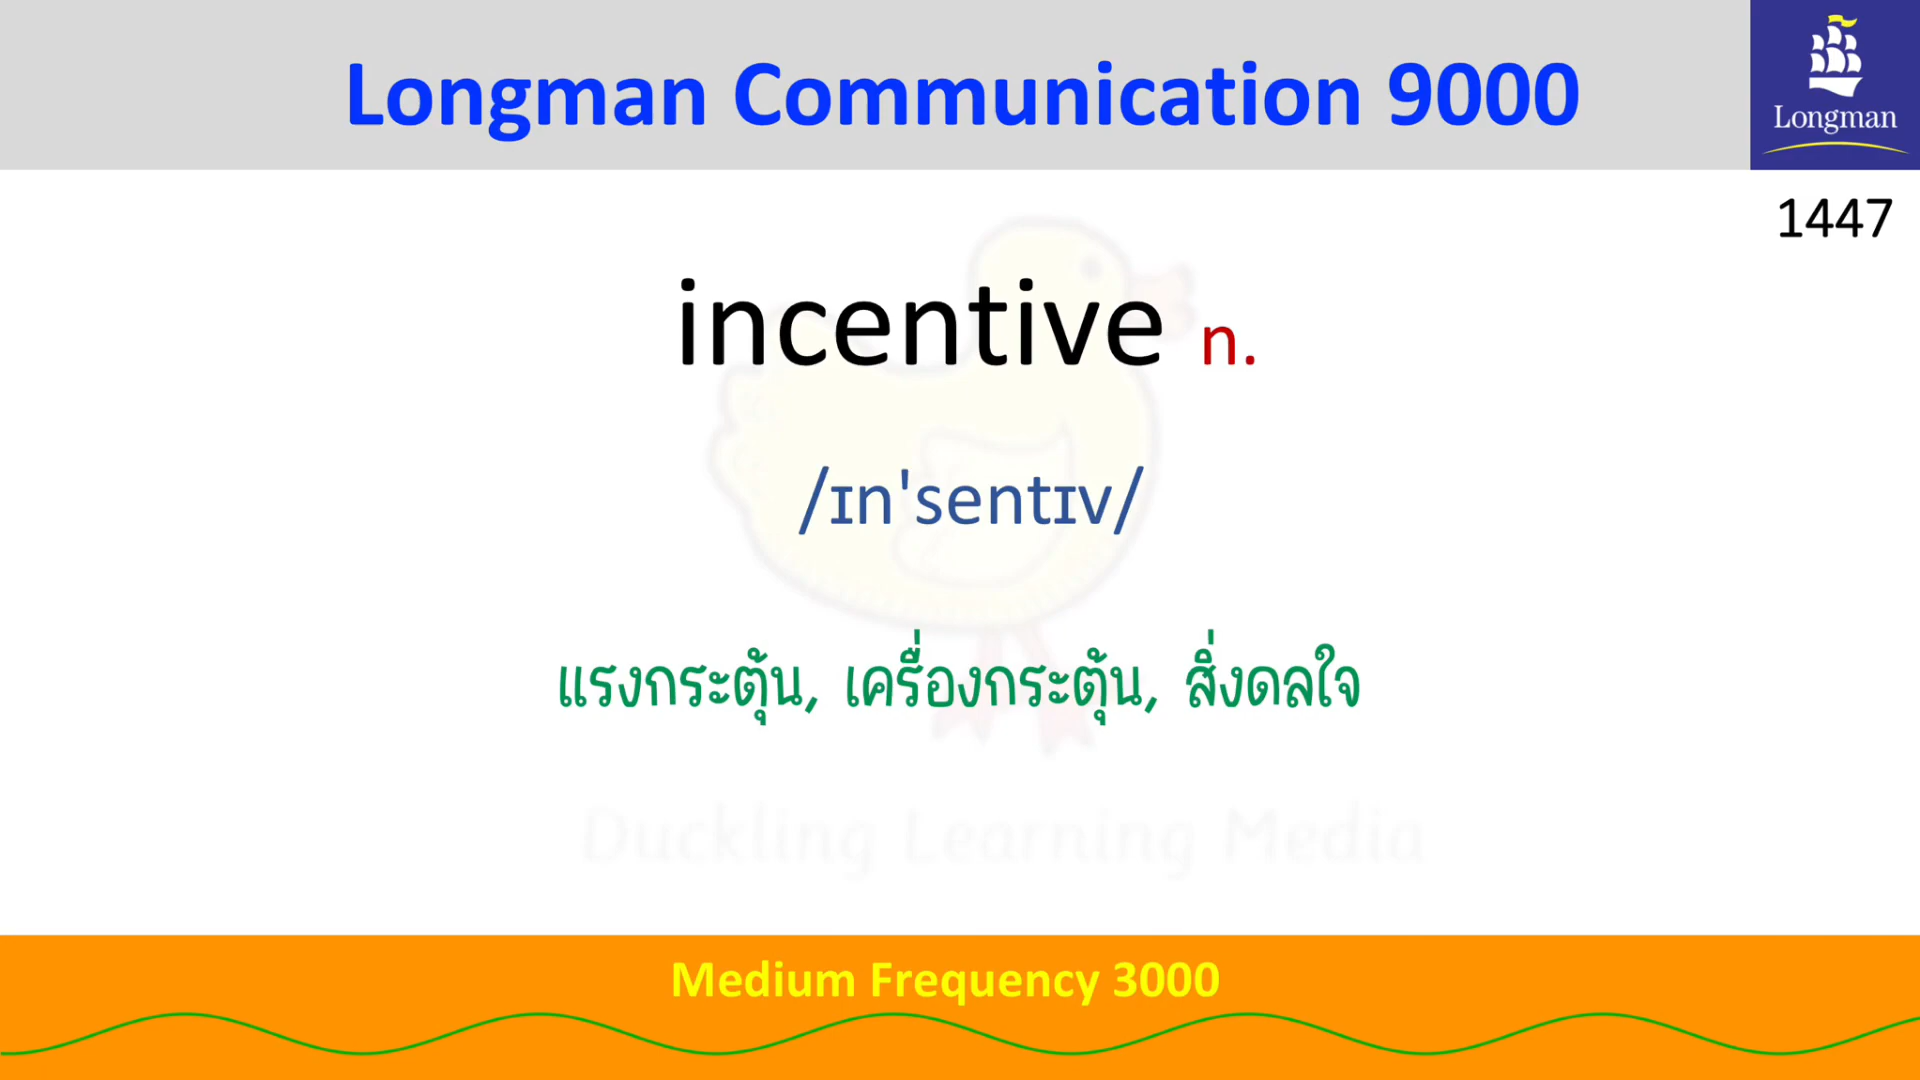 Longman Communication 9000
Longman
1447
incentive n.
/ɪn'sentɪv/
แรงกระตุ้น, เครื่องกระตุ้น, สิ่งดลใจ
Duckling Learning Media
Medium Frequency 3000